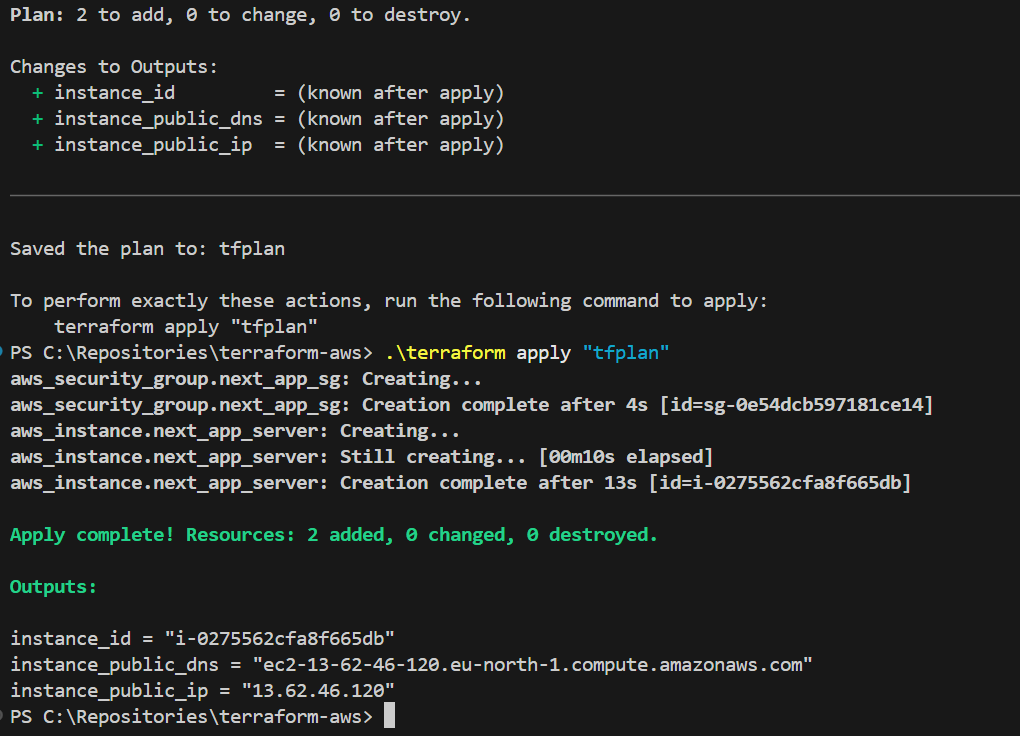 Plan: 2 to add, 0 to change, 0 to destroy.
Changes to Outputs:
  + instance_id         = (known after apply)
  + instance_public_dns = (known after apply)
  + instance_public_ip  = (known after apply)
Saved the plan to: tfplan
To perform exactly these actions, run the following command to apply:
    terraform apply "tfplan"
PS C:\Repositories\terraform-aws> .\terraform apply "tfplan"
aws_security_group.next_app_sg: Creating...
aws_security_group.next_app_sg: Creation complete after 4s [id=sg-0e54dcb597181ce14]
aws_instance.next_app_server: Creating...
aws_instance.next_app_server: Still creating... [00m10s elapsed]
aws_instance.next_app_server: Creation complete after 13s [id=i-0275562cfa8f665db]
Apply complete! Resources: 2 added, 0 changed, 0 destroyed.
Outputs:
instance_id = "i-0275562cfa8f665db"
instance_public_dns = "ec2-13-62-46-120.eu-north-1.compute.amazonaws.com"
instance_public_ip = "13.62.46.120"
PS C:\Repositories\terraform-aws>